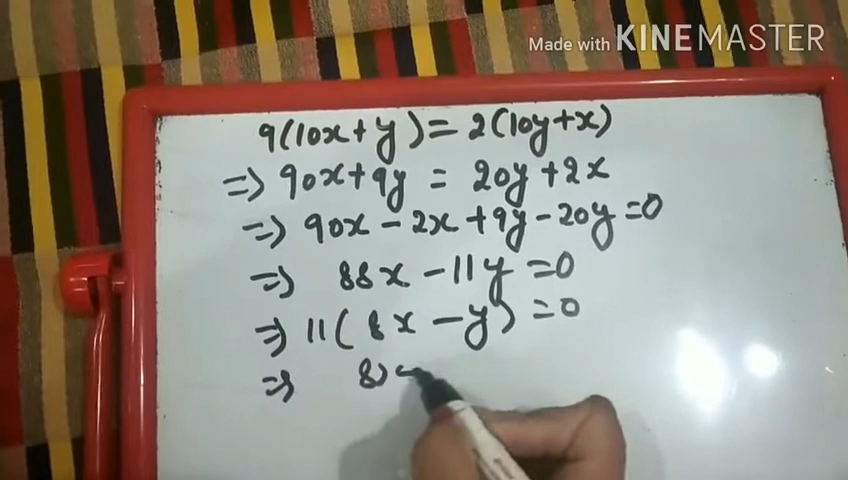 Made with KINEMASTER
9(10x+y)=2(10y+x)
=> 90x+9y = 20y+2x
=> 90x-2x+9y-20y=0
=> 88x-11y=0
=> 11(8x-y)=0
=> 8x